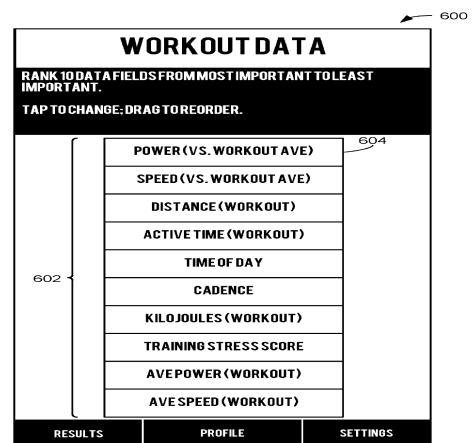 600
WORKOUT DATA
RANK 10 DATA FIELDS FROM MOST IMPORTANT TO LEAST
IMPORTANT.
TAP TO CHANGE; DRAG TO REORDER.
604
POWER (VS. WORKOUT AVE)
SPEED (VS. WORKOUT AVE)
DISTANCE (WORKOUT)
ACTIVE TIME (WORKOUT)
TIME OF DAY
602
CADENCE
KILOJOULES (WORKOUT)
TRAINING STRESS SCORE
AVE POWER (WORKOUT)
AVE SPEED (WORKOUT)
RESULTS PROFILE SETTINGS